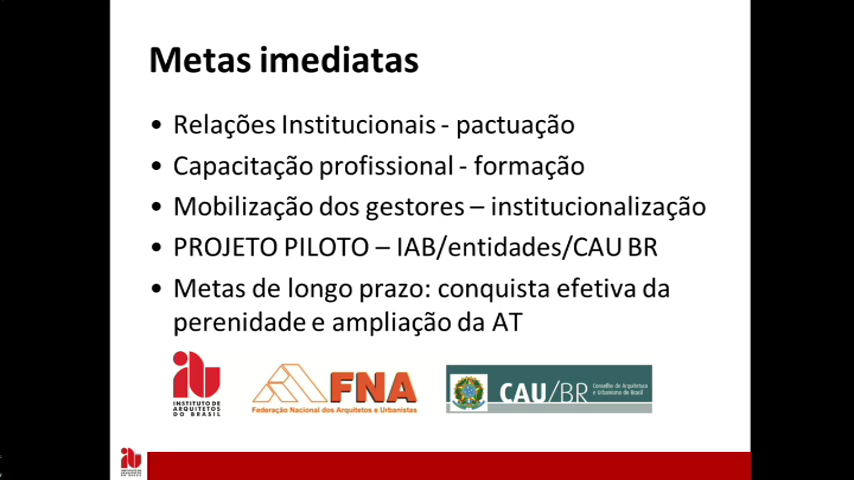 Metas imediatas
• Relações Institucionais - pactuação
• Capacitação profissional - formação
• Mobilização dos gestores – institucionalização
• PROJETO PILOTO – IAB/entidades/CAU BR
• Metas de longo prazo: conquista efetiva da
perenidade e ampliação da AT
INSTITUTO DE
ARQUITETOS
DO BRASIL
FNA
Federação Nacional dos Arquitetos e Urbanistas
CAU/BR
Conselho de Arquitetura
e Urbanismo do Brasil